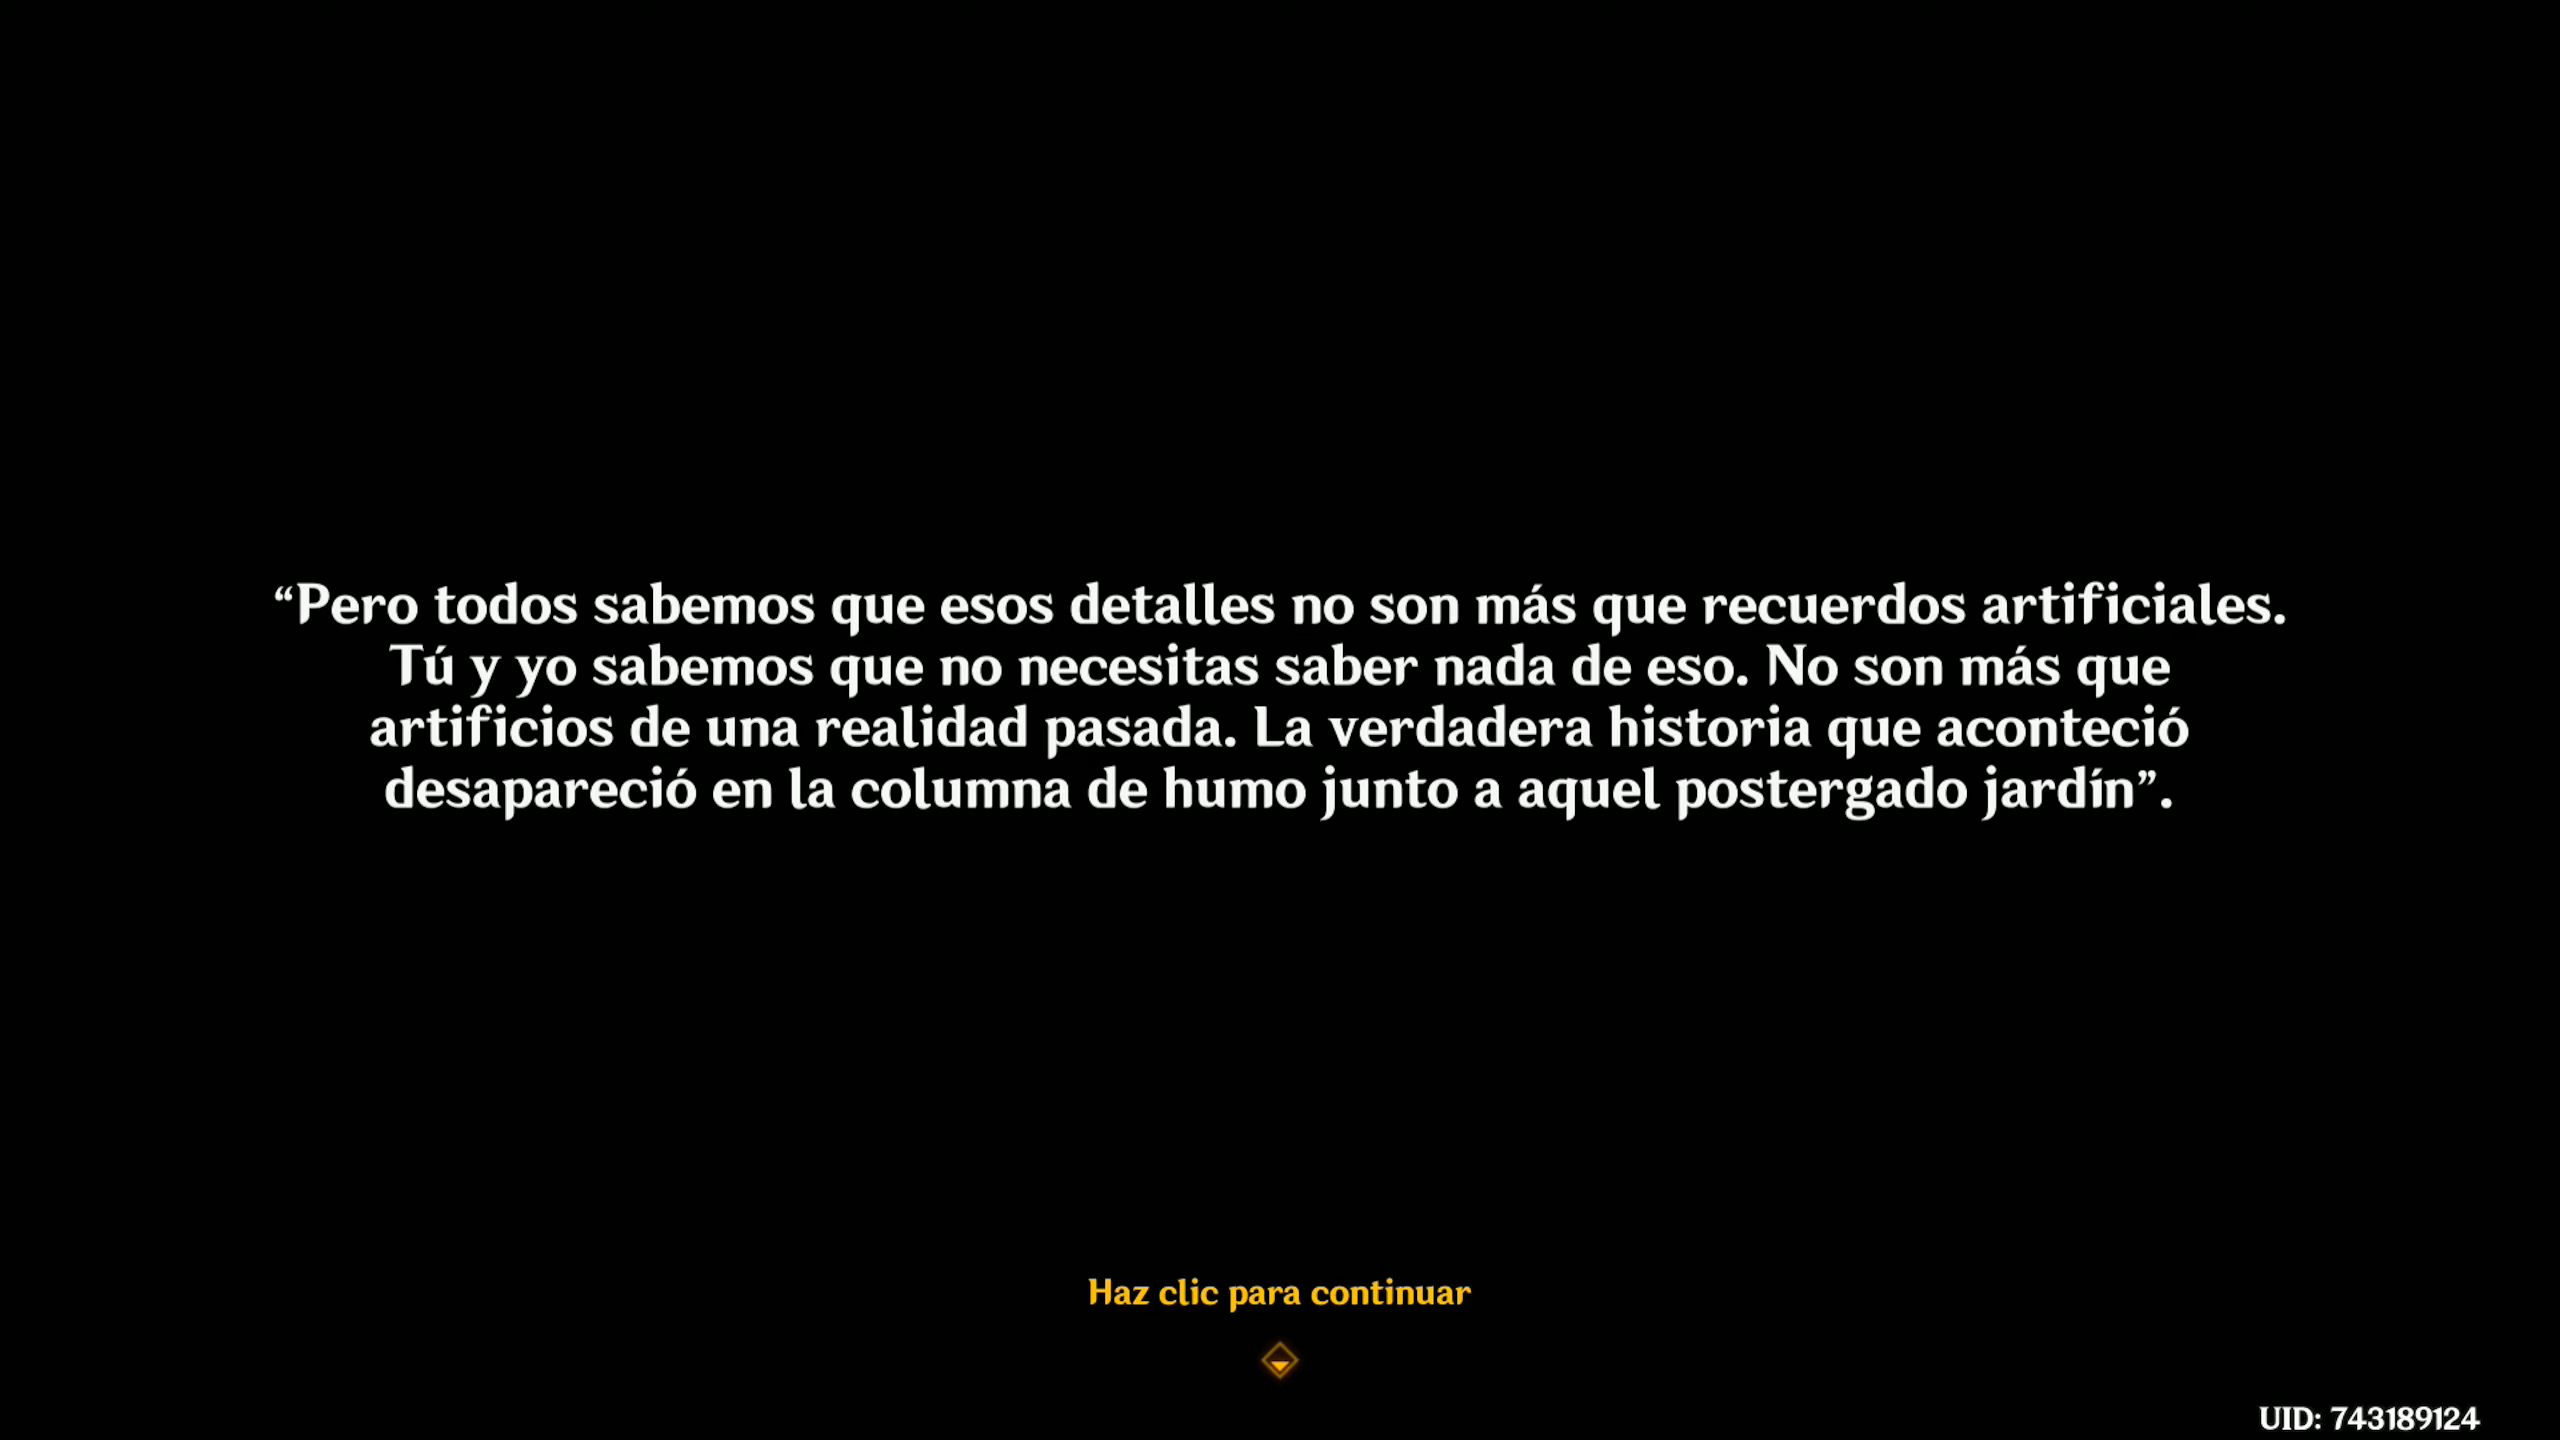 “Pero todos sabemos que esos detalles no son más que recuerdos artificiales.
Tú y yo sabemos que no necesitas saber nada de eso. No son más que
artificios de una realidad pasada. La verdadera historia que aconteció
desapareció en la columna de humo junto a aquel postergado jardín”.
Haz clic para continuar
UID: 743189124